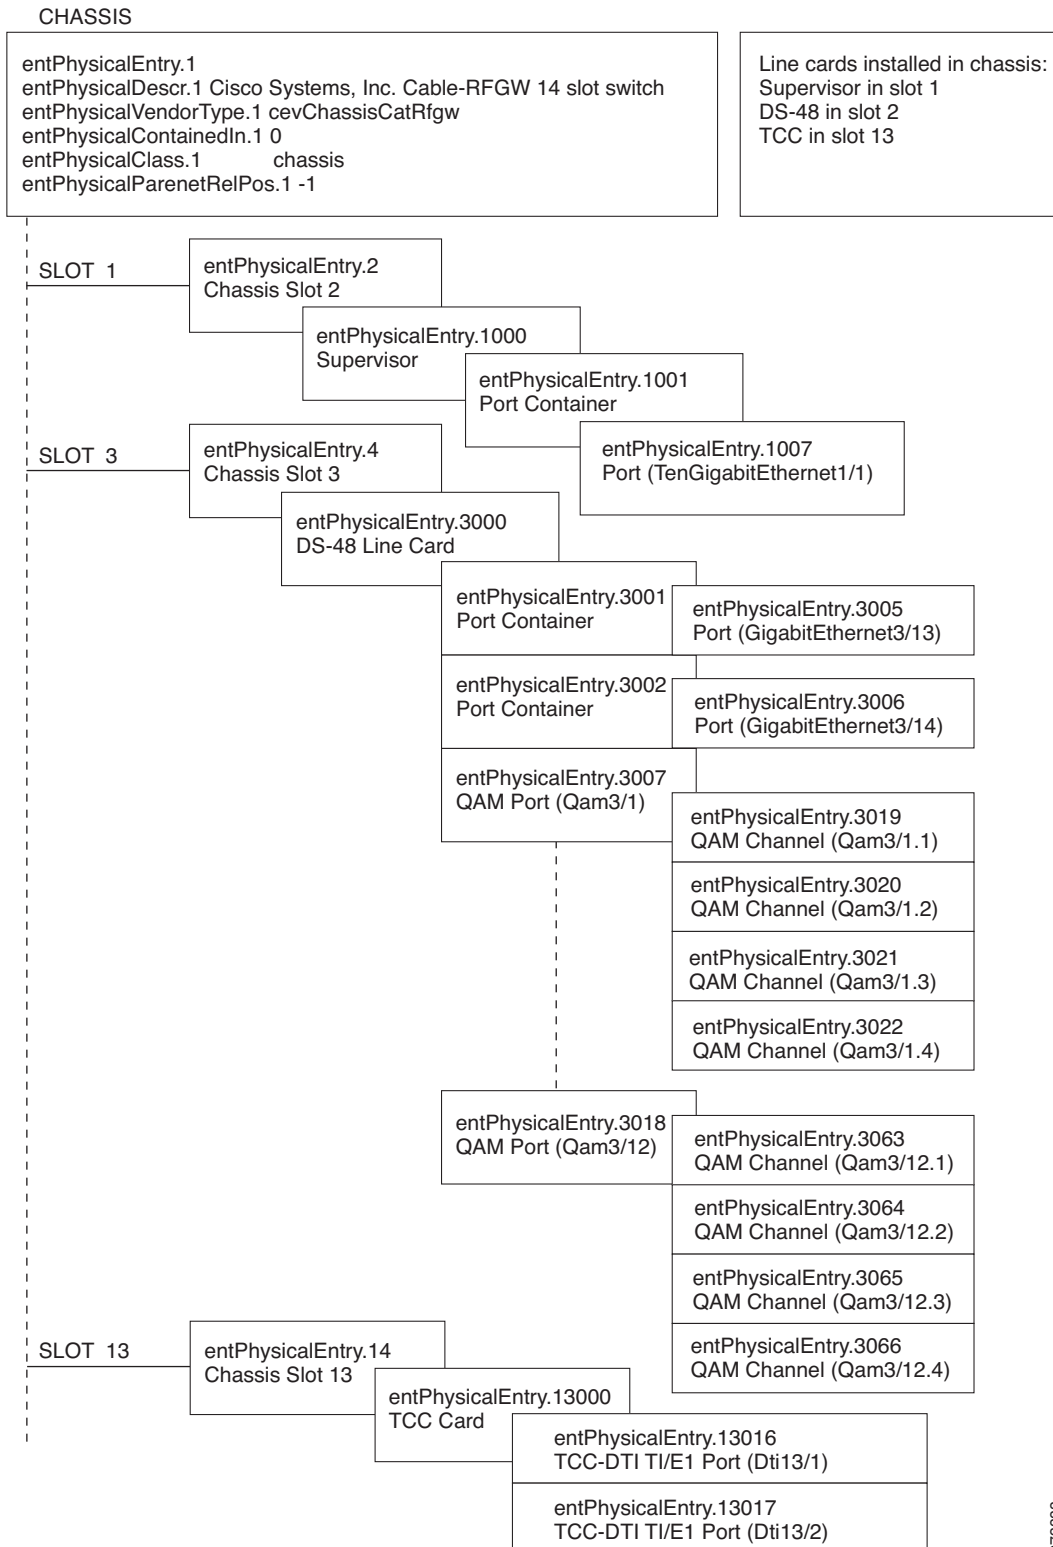 CHASSIS
entPhysicalEntry.1
entPhysicalDescr.1 Cisco Systems, Inc. Cable-RFGW 14 slot switch
entPhysicalVendorType.1 cevChassisCatRfgw
entPhysicalContainedIn.1 0
entPhysicalClass.1 chassis
entPhysicalParenetRelPos.1 -1
Line cards installed in chassis:
Supervisor in slot 1
DS-48 in slot 2
TCC in slot 13
SLOT 1
entPhysicalEntry.2
Chassis Slot 2
entPhysicalEntry.1000
Supervisor
entPhysicalEntry.1001
Port Container
entPhysicalEntry.1007
Port (TenGigabitEthernet1/1)
SLOT 3
entPhysicalEntry.4
Chassis Slot 3
entPhysicalEntry.3000
DS-48 Line Card
entPhysicalEntry.3001
Port Container
entPhysicalEntry.3005
Port (GigabitEthernet3/13)
entPhysicalEntry.3002
Port Container
entPhysicalEntry.3006
Port (GigabitEthernet3/14)
entPhysicalEntry.3007
QAM Port (Qam3/1)
entPhysicalEntry.3019
QAM Channel (Qam3/1.1)
entPhysicalEntry.3020
QAM Channel (Qam3/1.2)
entPhysicalEntry.3021
QAM Channel (Qam3/1.3)
entPhysicalEntry.3022
QAM Channel (Qam3/1.4)
entPhysicalEntry.3018
QAM Port (Qam3/12)
entPhysicalEntry.3063
QAM Channel (Qam3/12.1)
entPhysicalEntry.3064
QAM Channel (Qam3/12.2)
entPhysicalEntry.3065
QAM Channel (Qam3/12.3)
entPhysicalEntry.3066
QAM Channel (Qam3/12.4)
SLOT 13
entPhysicalEntry.14
Chassis Slot 13
entPhysicalEntry.13000
TCC Card
entPhysicalEntry.13016
TCC-DTI TI/E1 Port (Dti13/1)
entPhysicalEntry.13017
TCC-DTI TI/E1 Port (Dti13/2)